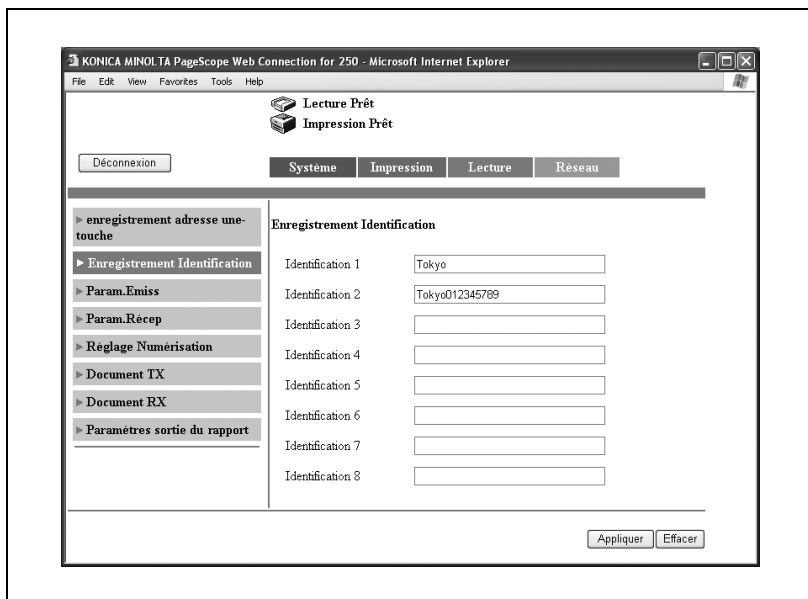 KONICA MINOLTA PageScope Web Connection for 250 - Microsoft Internet Explorer
File Edit View Favorites Tools Help
Lecture Prêt
Impression Prêt
Déconnexion
Système Impression Lecture Réseau
enregistrement adresse une-
touche
Enregistrement Identification
Param.Emiss
Param.Récep
Réglage Numérisation
Document TX
Document RX
Paramètres sortie du rapport
Enregistrement Identification
Identification 1 Tokyo
Identification 2 Tokyo012345789
Identification 3
Identification 4
Identification 5
Identification 6
Identification 7
Identification 8
Appliquer Effacer